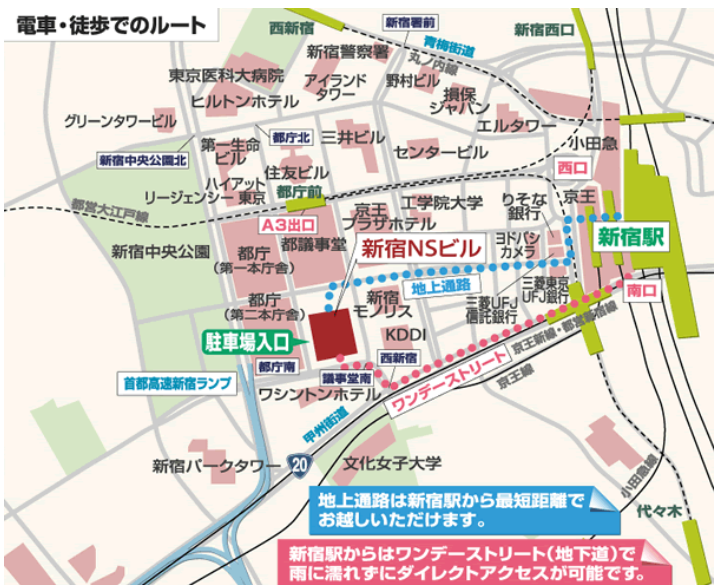 電車・徒歩でのルート
西新宿
新宿署前
青梅街道
新宿西口
新宿警察署
丸ノ内線
東京医科大病院
アイランド
タワー
野村ビル
損保
ジャパン
ヒルトンホテル
グリーンタワービル
エルタワー
小田急
都庁北
三井ビル
第一生命
ビル
センタービル
新宿中央公園北
西口
住友ビル
ハイアット
リージェンシー 東京
都庁前
工学院大学
りそな
銀行
京王
都営大江戸線
A3出口
京王
プラザホテル
新宿駅
新宿中央公園
都庁
(第一本庁舎)
都議事堂
新宿NSビル
ヨドバシ
カメラ
地上通路
三菱東京
UFJ銀行
南口
都庁
(第二本庁舎)
新宿
モノリス
三菱UFJ
信託銀行
駐車場入口
KDDI
京王新線・都営新宿線
都庁南
西新宿
議事堂南
ワンデーストリート
京王線
首都高速新宿ランプ
ワシントンホテル
甲州街道
新宿パークタワー
20
文化女子大学
小田急線
代々木
地上通路は新宿駅から最短距離で
お越しいただけます。
新宿駅からはワンデーストリート(地下道)で
雨に濡れずにダイレクトアクセスが可能です。